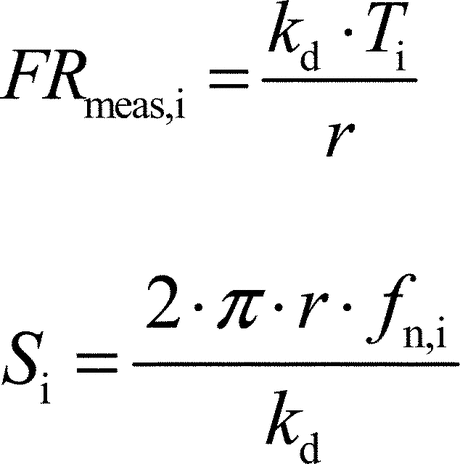 FR_meas,i = (k_d · T_i) / r
S_i = (2 · π · r · f_n,i) / k_d